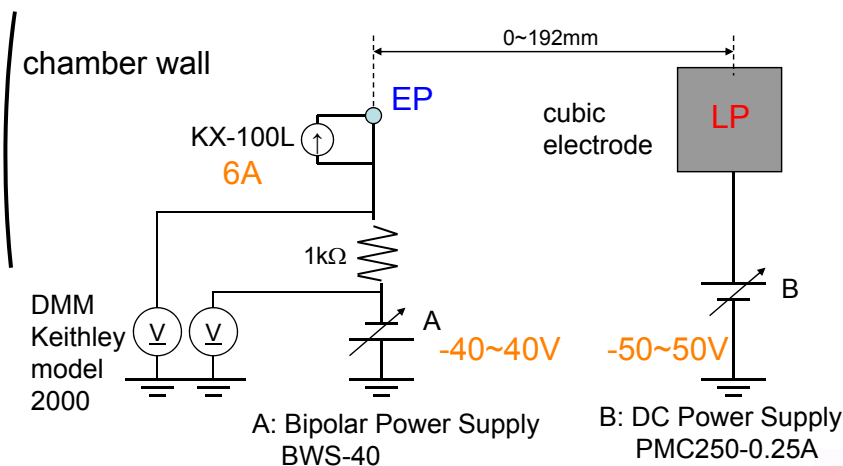 0~192mm
chamber wall
EP
KX-100L
6A
cubic
electrode
LP
1kΩ
DMM
Keithley
model
2000
V
V
A
-40~40V
-50~50V
B
A: Bipolar Power Supply
BWS-40
B: DC Power Supply
PMC250-0.25A